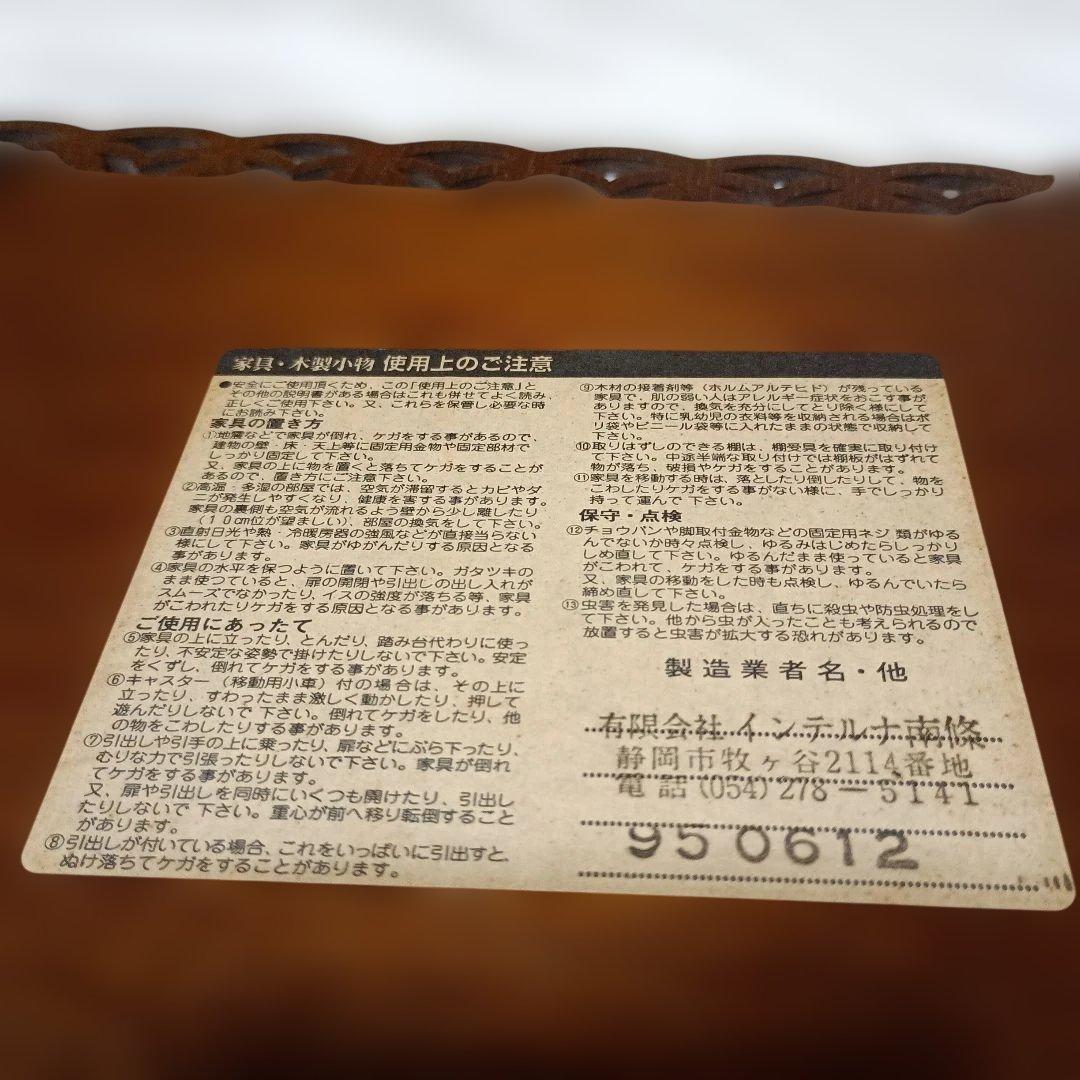 家具・木製小物 使用上のご注意
●安全にご使用頂くため、この「使用上のご注意」と
その他の説明書がある場合はこれも併せてよく読み、
正しくご使用下さい。又、これらを保管し必要な時
にお読み下さい。
家具の置き方
①地震などで家具が倒れ、ケガをする事があるので、
建物の壁・床・天上等に固定用金物や固定部材で
しっかり固定して下さい。
又、家具の上に物を置くと落ちてケガをすることが
あるので、置き方にご注意下さい。
②高温・多湿の部屋では、空気が滞留するとカビやダ
ニが発生しやすくなり、健康を害する事があります。
家具の裏側も空気が流れるよう壁から少し離したり
（10cm位が望ましい）、部屋の換気をして下さい。
③直射日光や熱・冷暖房器の強風などが直接当らない
様にして下さい。家具がゆがんだりする原因となる
事があります。
④家具の水平を保つように置いて下さい。ガタツキの
まま使っていると、扉の開閉や引出しの出し入れが
スムーズでなかったり、イスの強度が落ちる等、家具
がこわれたりケガをする原因となる事があります。
ご使用にあたって
⑤家具の上に立ったり、とんだり、踏み台代わりに使っ
たり、不安定な姿勢で掛けたりしないで下さい。安定
をくずし、倒れてケガをする事があります。
⑥キャスター（移動用小車）付の場合は、その上に
立ったり、すわったまま激しく動かしたり、押して
遊んだりしないで下さい。倒れてケガをしたり、他
の物をこわしたりする事があります。
⑦引出しや引手の上に乗ったり、扉などにぶら下ったり、
むりな力で引張ったりしないで下さい。家具が倒れ
てケガをする事があります。
又、扉や引出しを同時にいくつも開けたり、引出し
たりしないで下さい。重心が前へ移り転倒すること
があります。
⑧引出しが付いている場合、これをいっぱいに引出すと、
ぬけ落ちてケガをすることがあります。
⑨木材の接着剤等（ホルムアルテヒド）が残っている
家具で、肌の弱い人はアレルギー症状をおこす事が
ありますので、換気を充分にしてとり除く様にして
下さい。特に乳幼児の衣料等を収納される場合はポ
リ袋やビニール袋等に入れたままの状態で収納して
下さい。
⑩取りはずしのできる棚は、棚受具を確実に取り付け
て下さい。中途半端な取り付けでは棚板がはずれて
物が落ち、破損やケガをすることがあります。
⑪家具を移動する時は、落としたり倒したりして、物を
こわしたりケガをする事がない様に、手でしっかり
持って運んで下さい。
保守・点検
⑫チョウバンや脚取付金物などの固定用ネジ類がゆる
んでないか時々点検し、ゆるみはじめたらしっかり
しめ直して下さい。ゆるんだまま使っていると家具
がこわれて、ケガをする事があります。
又、家具の移動をした時も点検し、ゆるんでいたら
締め直して下さい。
⑬虫害を発見した場合は、直ちに殺虫や防虫処理をし
て下さい。他から虫が入ったことも考えられるので
放置すると虫害が拡大する恐れがあります。
製造業者名・他
有限会社 インテルナ南條
静岡市牧ヶ谷2114番地
電話(054)278－5141
950612